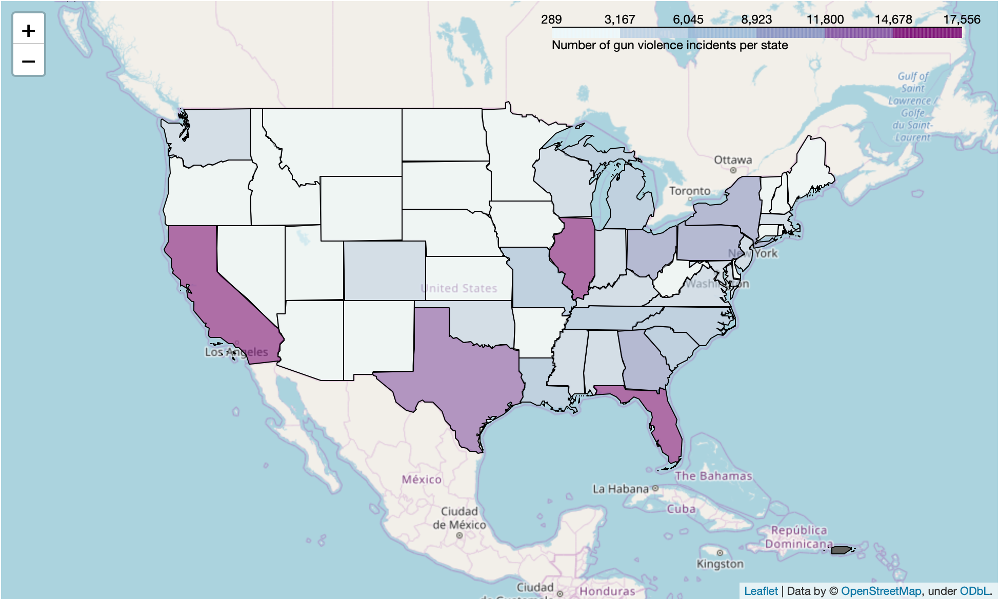 +
−
289 3,167 6,045 8,923 11,800 14,678 17,556
Number of gun violence incidents per state
Gulf of
Saint
Lawrence /
Golfe
du Saint-
Laurent
Ottawa
Toronto
New York
Washington
United States
Los Angeles
México
The Bahamas
La Habana
Cuba
Ciudad
de México
República
Dominicana
Kingston
Ciudad
de Guatemala
Honduras
Leaflet | Data by © OpenStreetMap, under ODbL.